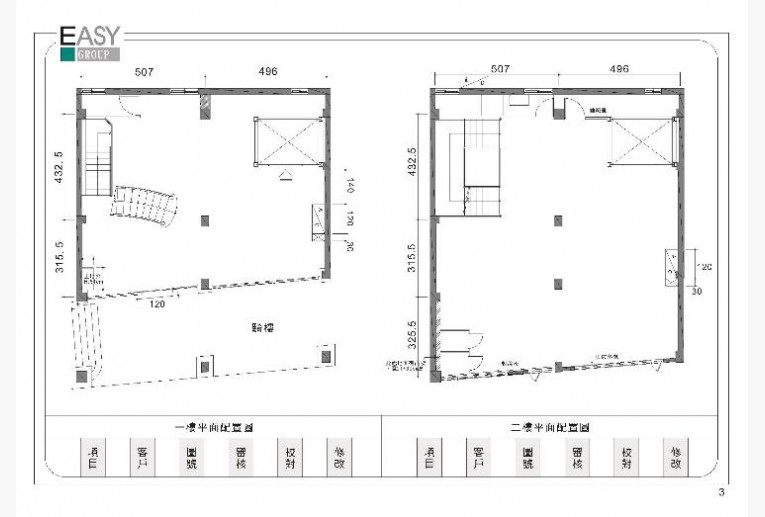 EASY
GROUP
507 496
432.5
315.5
140
120
30
120
騎樓
507 496
432.5
315.5
325.5
120
30
一樓平面配置圖
二樓平面配置圖
項目 客戶 圖號 審核 校對 修改
項目 客戶 圖號 審核 校對 修改
3